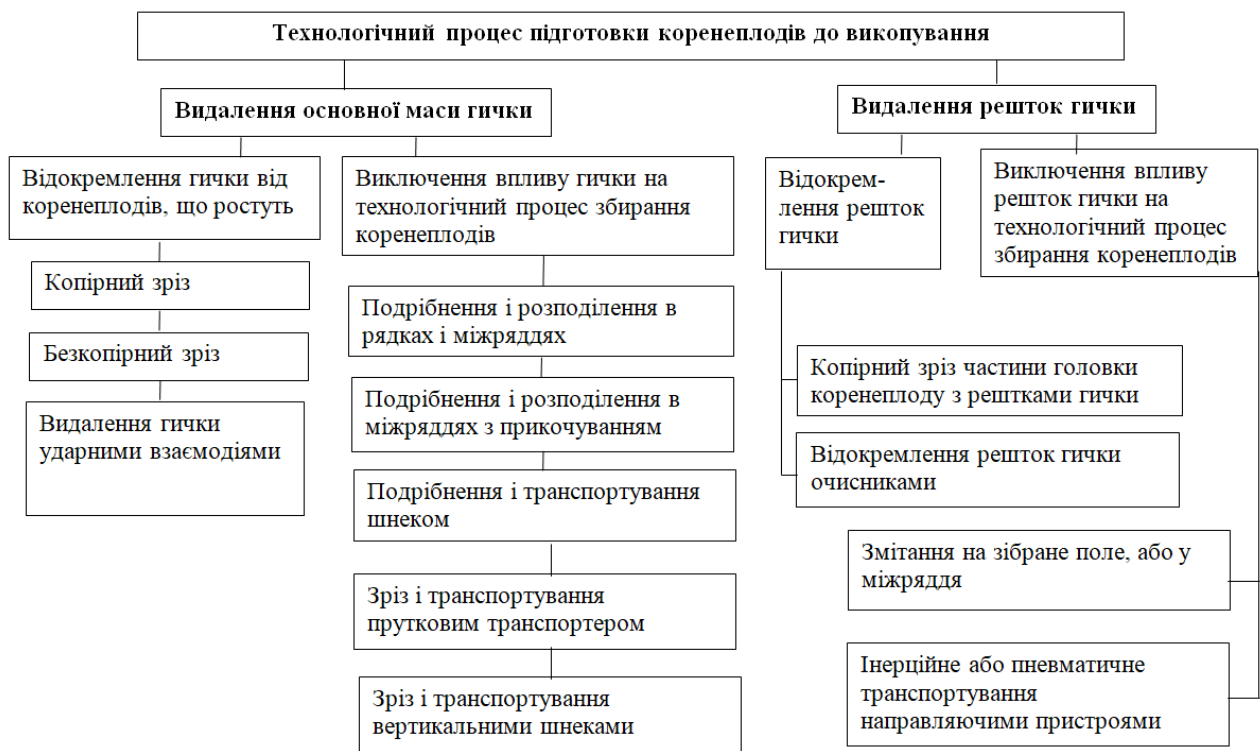 Технологічний процес підготовки коренеплодів до викопування
Видалення основної маси гички
Відокремлення гички від
коренеплодів, що ростуть
Копірний зріз
Безкопірний зріз
Видалення гички
ударними взаємодіями
Виключення впливу гички на
технологічний процес збирання
коренеплодів
Подрібнення і розподілення в
рядках і міжряддях
Подрібнення і розподілення в
міжряддях з прикочуванням
Подрібнення і транспортування
шнеком
Зріз і транспортування
прутковим транспортером
Зріз і транспортування
вертикальними шнеками
Видалення решток гички
Відокрем-
лення решток
гички
Копірний зріз частини головки
коренеплоду з рештками гички
Відокремлення решток гички
очисниками
Виключення впливу
решток гички на
технологічний процес
збирання коренеплодів
Змітання на зібране поле, або у
міжряддя
Інерційне або пневматичне
транспортування
направляючими пристроями